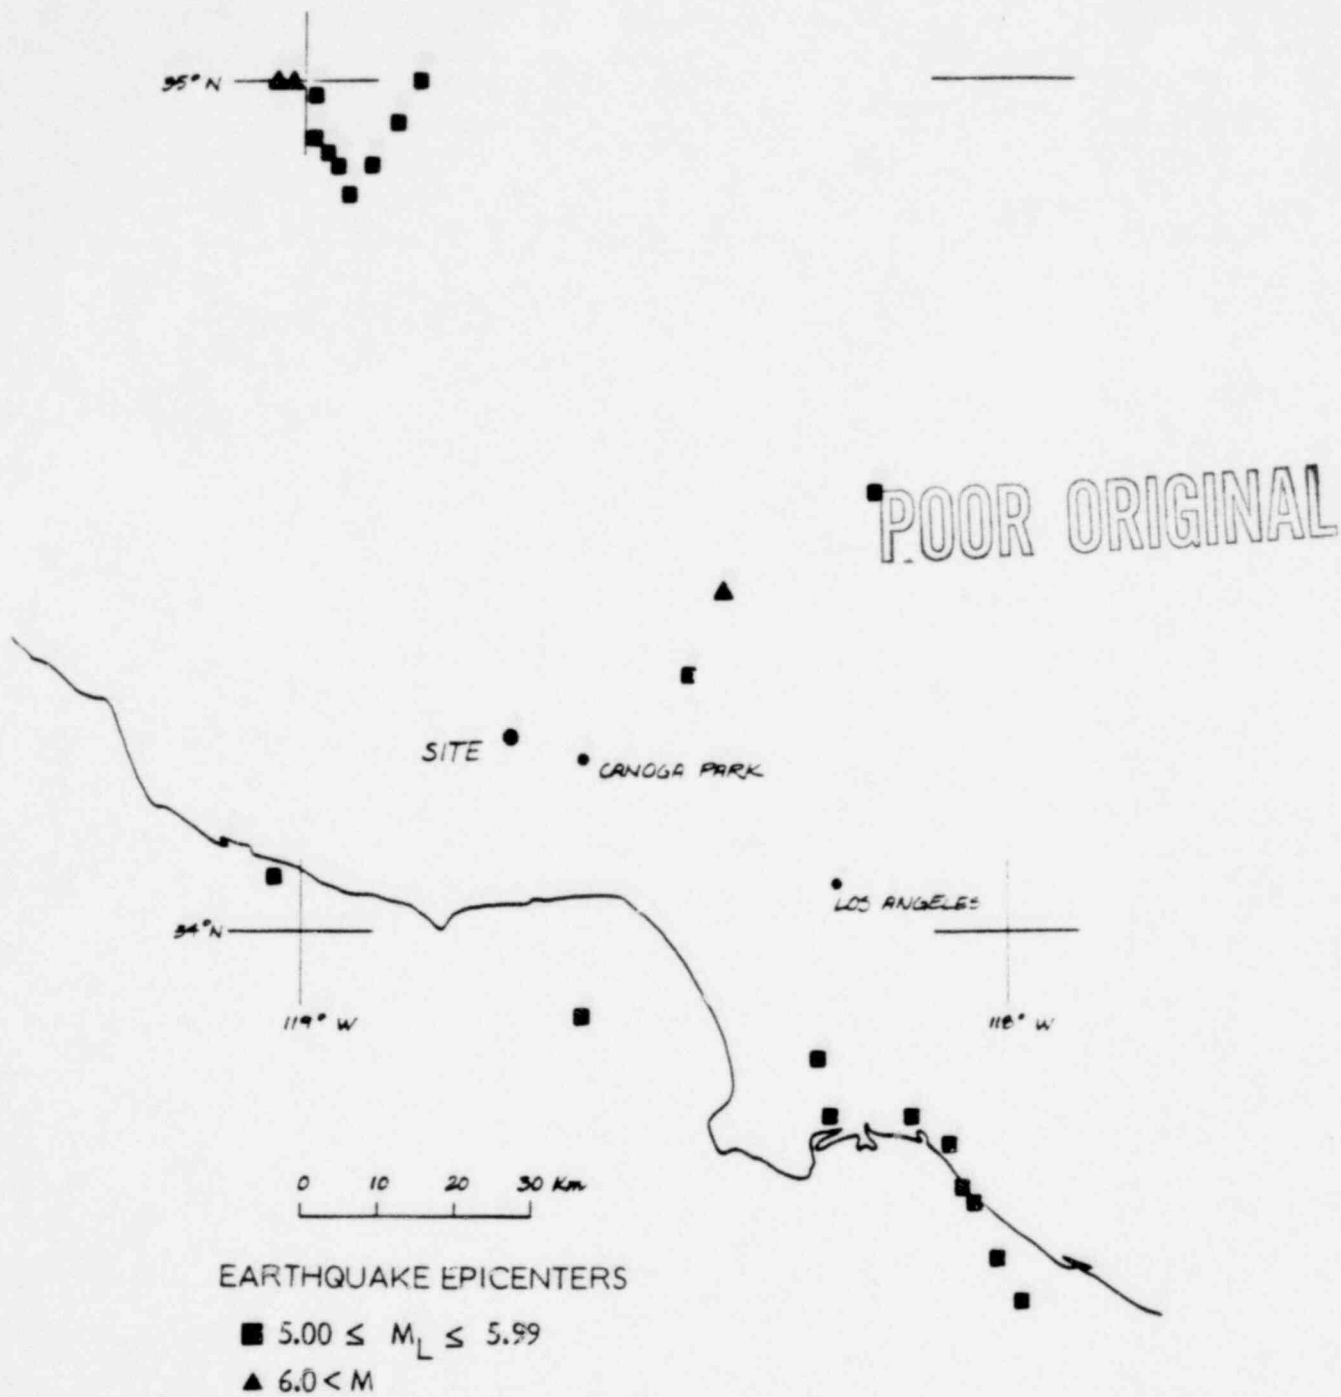 35° N
POOR ORIGINAL
SITE
CANOGA PARK
LOS ANGELES
34° N
119° W
118° W
0 10 20 30 Km
EARTHQUAKE EPICENTERS
5.00 ≤ M_L ≤ 5.99
6.0 < M